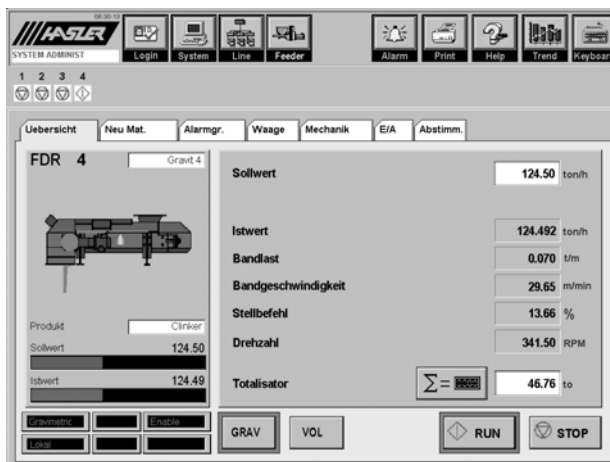 08:30:10
HASLER
SYSTEM ADMINIST
Login System Line Feeder Alarm Print Help Trend Keyboar
1 2 3 4
Uebersicht Neu Mat. Alarmgr. Waage Mechanik E/A Abstimm.
FDR 4 Gravit 4
Sollwert 124.50 ton/h
Istwert 124.492 ton/h
Bandlast 0.070 t/m
Bandgeschwindigkeit 29.65 m/min
Stellbefehl 13.66 %
Drehzahl 341.50 RPM
Totalisator Σ= 46.76 to
Produkt Clinker
Sollwert 124.50
Istwert 124.49
Gravimetric Enable
Lokal
GRAV VOL RUN STOP